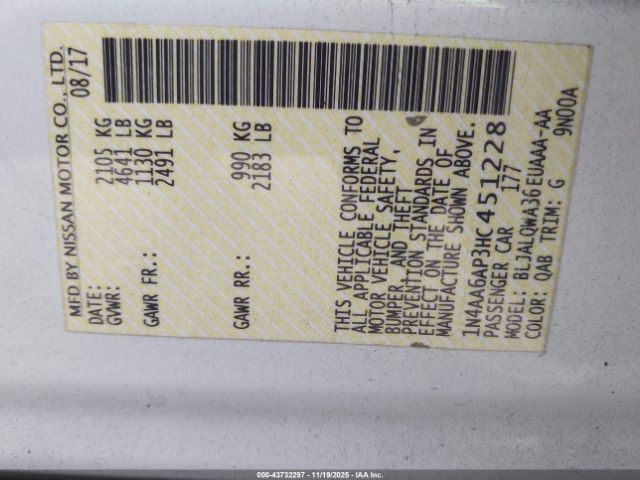 MFD BY NISSAN MOTOR CO., LTD.
DATE: 08/17
GVWR: 2105 KG
4641 LB
GAWR FR.: 1130 KG
2491 LB
GAWR RR.: 990 KG
2183 LB
THIS VEHICLE CONFORMS TO
ALL APPLICABLE FEDERAL
MOTOR VEHICLE SAFETY,
BUMPER, AND THEFT
PREVENTION STANDARDS IN
EFFECT ON THE DATE OF
MANUFACTURE SHOWN ABOVE.
1N4AA6AP3HC451228
PASSENGER CAR 177
MODEL: BLJALQWA36EUAAA-AA
COLOR: QAB TRIM: G 9N00A
000-43732297 - 11/19/2025 - IAA Inc.